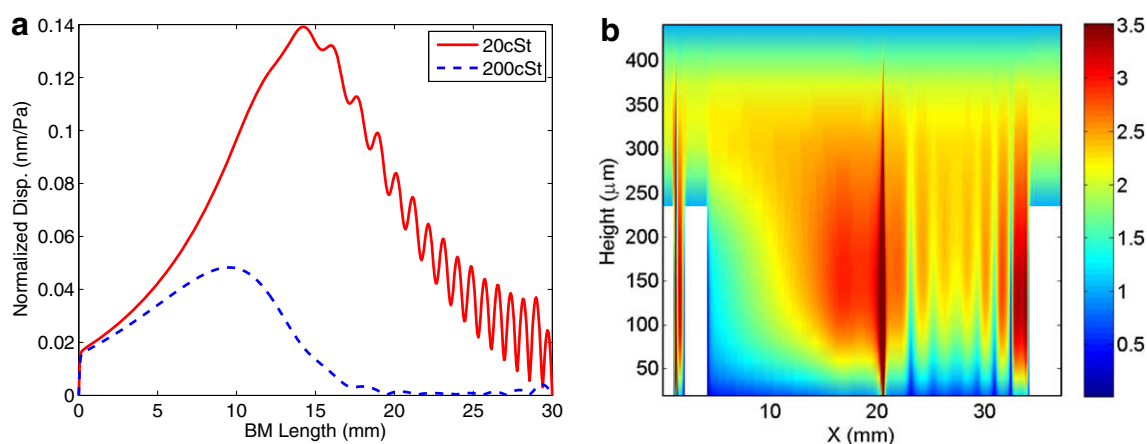 a
0.14
0.12
0.1
0.08
0.06
0.04
0.02
0
Normalized Disp. (nm/Pa)
20cSt
200cSt
0 5 10 15 20 25 30
BM Length (mm)
b
400
350
300
250
200
150
100
50
Height (μm)
10 20 30
X (mm)
3.5
3
2.5
2
1.5
1
0.5